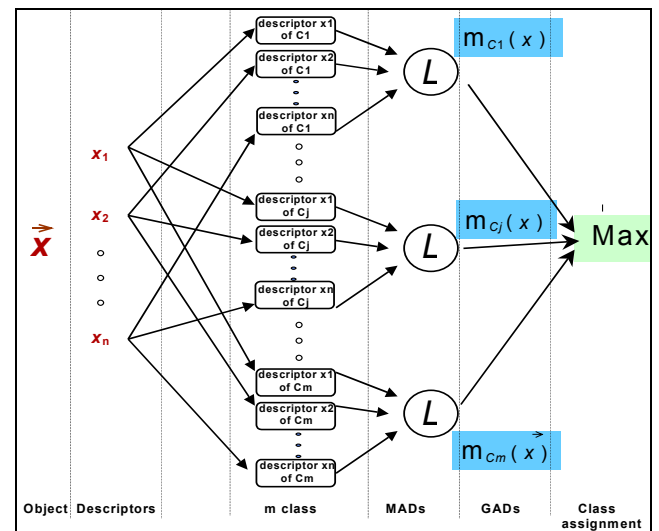 descriptor x1
of C1
descriptor x2
of C1
descriptor xn
of C1
x1
x2
xn
x
descriptor x1
of Cj
descriptor x2
of Cj
descriptor xn
of Cj
descriptor x1
of Cm
descriptor x2
of Cm
descriptor xn
of Cm
L
L
L
mC1(x)
mCj(x)
mCm(x)
Max
Object
Descriptors
m class
MADs
GADs
Class
assignment